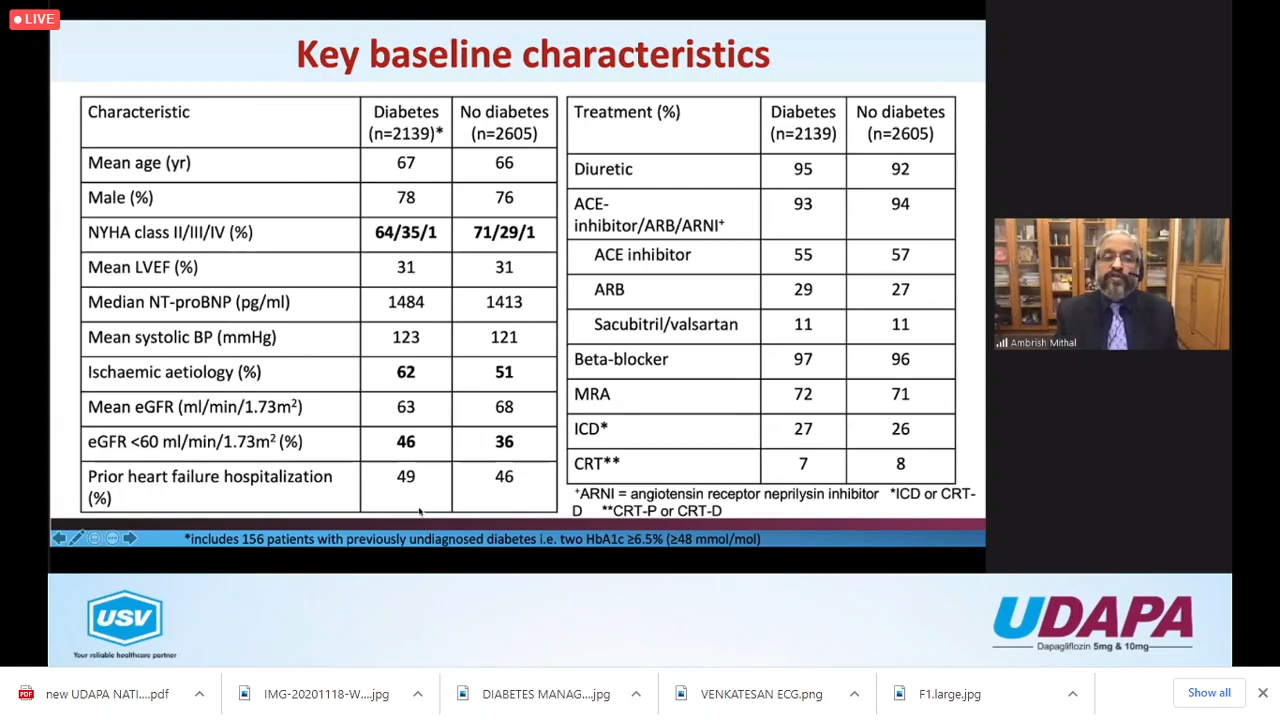 LIVE
Key baseline characteristics
Characteristic Diabetes (n=2139)* No diabetes (n=2605)
Mean age (yr) 67 66
Male (%) 78 76
NYHA class II/III/IV (%) 64/35/1 71/29/1
Mean LVEF (%) 31 31
Median NT-proBNP (pg/ml) 1484 1413
Mean systolic BP (mmHg) 123 121
Ischaemic aetiology (%) 62 51
Mean eGFR (ml/min/1.73m²) 63 68
eGFR <60 ml/min/1.73m² (%) 46 36
Prior heart failure hospitalization (%) 49 46
Treatment (%) Diabetes (n=2139) No diabetes (n=2605)
Diuretic 95 92
ACE-inhibitor/ARB/ARNI⁺ 93 94
ACE inhibitor 55 57
ARB 29 27
Sacubitril/valsartan 11 11
Beta-blocker 97 96
MRA 72 71
ICD* 27 26
CRT** 7 8
⁺ARNI = angiotensin receptor neprilysin inhibitor *ICD or CRT-
D **CRT-P or CRT-D
*includes 156 patients with previously undiagnosed diabetes i.e. two HbA1c ≥6.5% (≥48 mmol/mol)
Ambrish Mithal
USV
Your reliable healthcare partner
UDAPA
Dapagliflozin 5mg & 10mg
PDF new UDAPA NATI....pdf
IMG-20201118-W....jpg
DIABETES MANAG....jpg
VENKATESAN ECG.png
F1.large.jpg
Show all